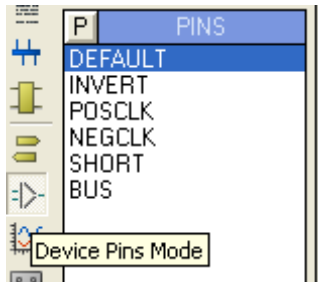 P PINS
DEFAULT
INVERT
POSCLK
NEGCLK
SHORT
BUS
Device Pins Mode